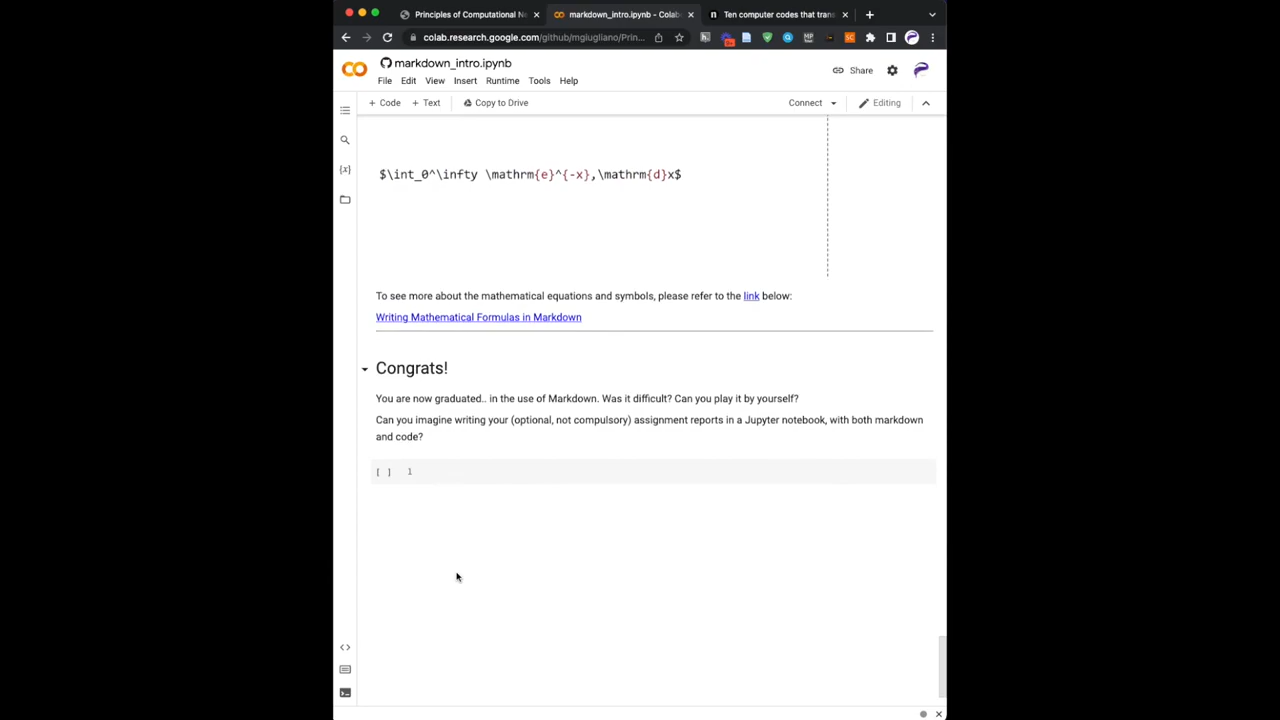 Principles of Computational Ne
markdown_intro.ipynb - Colab
Ten computer codes that trans
colab.research.google.com/github/mgiugliano/Prin...
markdown_intro.ipynb
File Edit View Insert Runtime Tools Help
Share
+ Code + Text Copy to Drive
Connect
Editing
$\int_0^\infty \mathrm{e}^{-x},\mathrm{d}x$
To see more about the mathematical equations and symbols, please refer to the link below:
Writing Mathematical Formulas in Markdown
Congrats!
You are now graduated.. in the use of Markdown. Was it difficult? Can you play it by yourself?
Can you imagine writing your (optional, not compulsory) assignment reports in a Jupyter notebook, with both markdown
and code?
[ ] 1